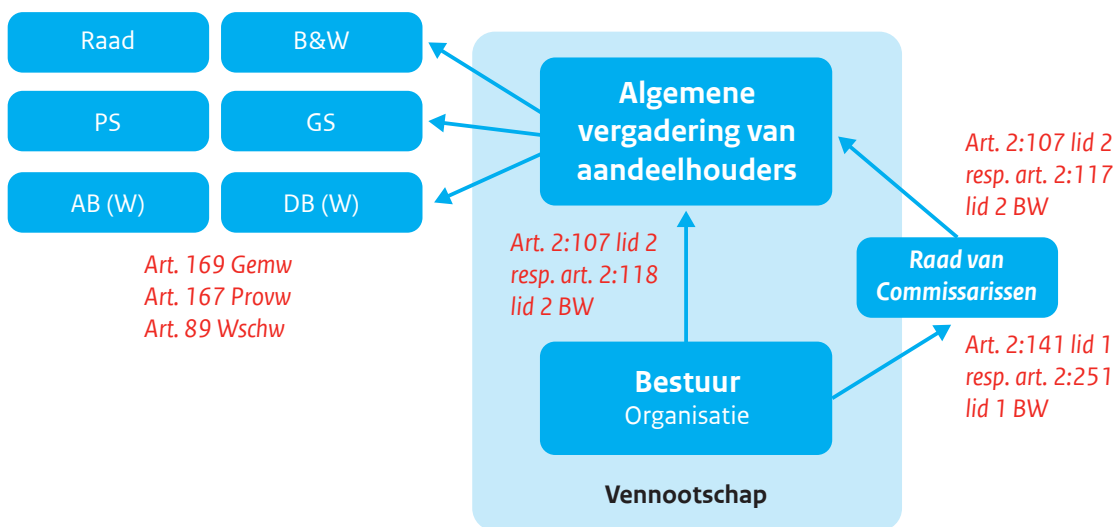 Raad
B&W
PS
GS
AB (W)
DB (W)
Art. 169 Gemw
Art. 167 Provw
Art. 89 Wschw
Algemene
vergadering van
aandeelhouders
Art. 2:107 lid 2
resp. art. 2:118
lid 2 BW
Bestuur
Organisatie
Vennootschap
Art. 2:107 lid 2
resp. art. 2:117
lid 2 BW
Raad van
Commissarissen
Art. 2:141 lid 1
resp. art. 2:251
lid 1 BW